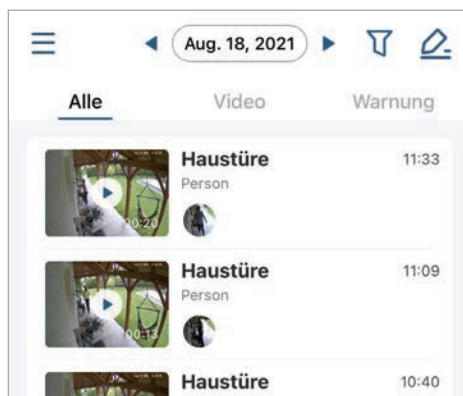 Aug. 18, 2021
Alle Video Warnung
Haustüre 11:33
Person
00:20
Haustüre 11:09
Person
00:13
Haustüre 10:40